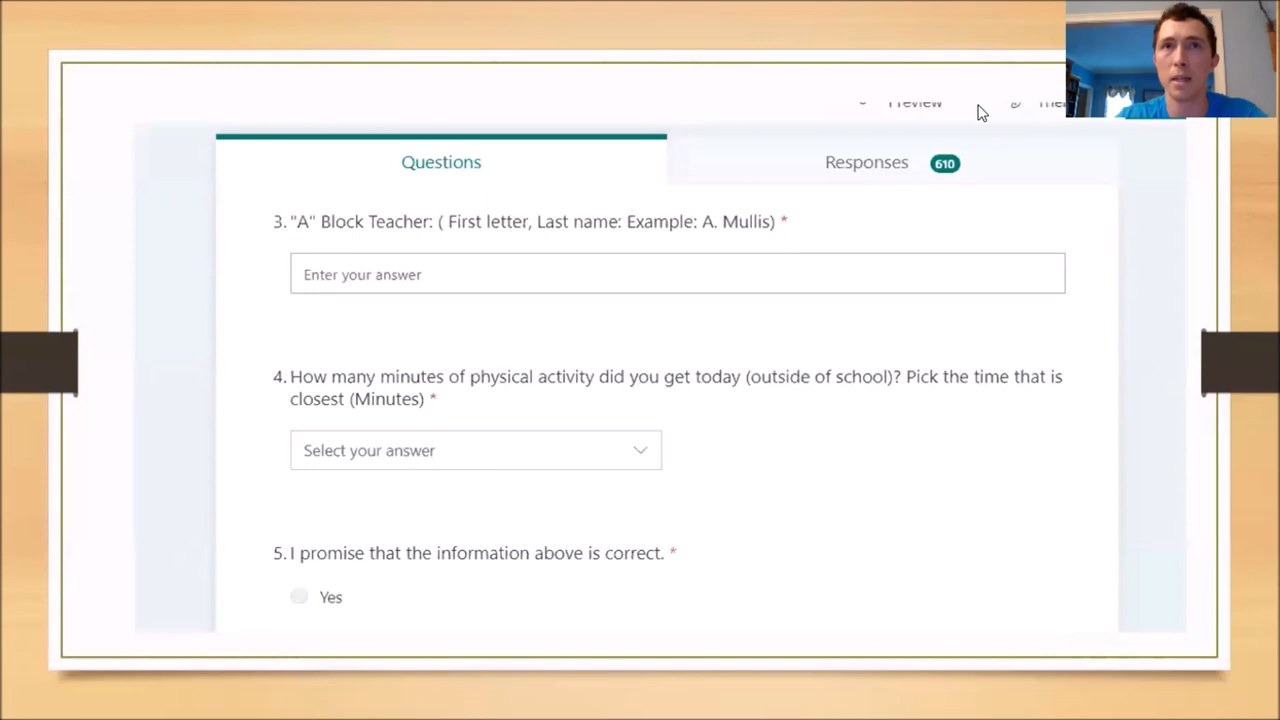 Preview
Questions
Responses 610
3. "A" Block Teacher: ( First letter, Last name: Example: A. Mullis) *
Enter your answer
4. How many minutes of physical activity did you get today (outside of school)? Pick the time that is
closest (Minutes) *
Select your answer
5. I promise that the information above is correct. *
Yes